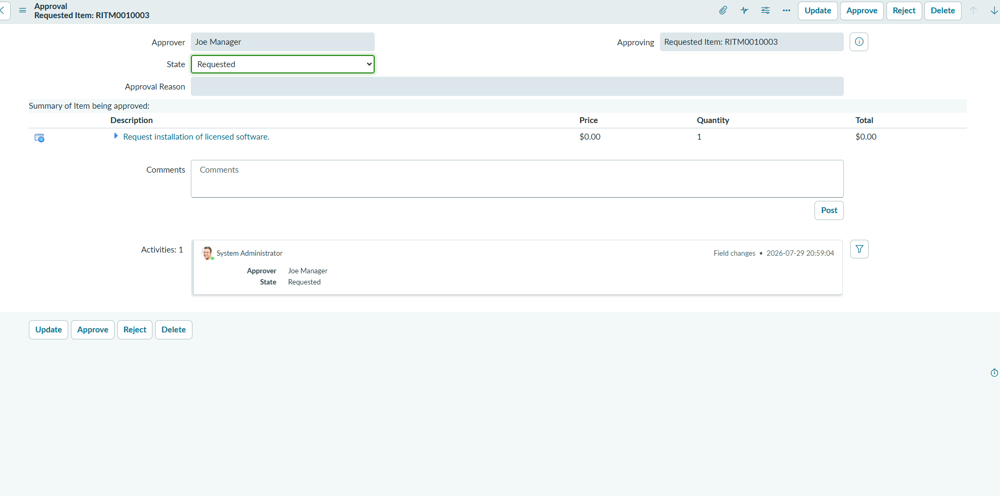 Approval
Requested Item: RITM0010003
Update Approve Reject Delete
Approver Joe Manager Approving Requested Item: RITM0010003
State Requested
Approval Reason
Summary of Item being approved:
Description Price Quantity Total
Request installation of licensed software. $0.00 1 $0.00
Comments Comments
Post
Activities: 1
System Administrator Field changes • 2026-07-29 20:59:04
Approver Joe Manager
State Requested
Update Approve Reject Delete